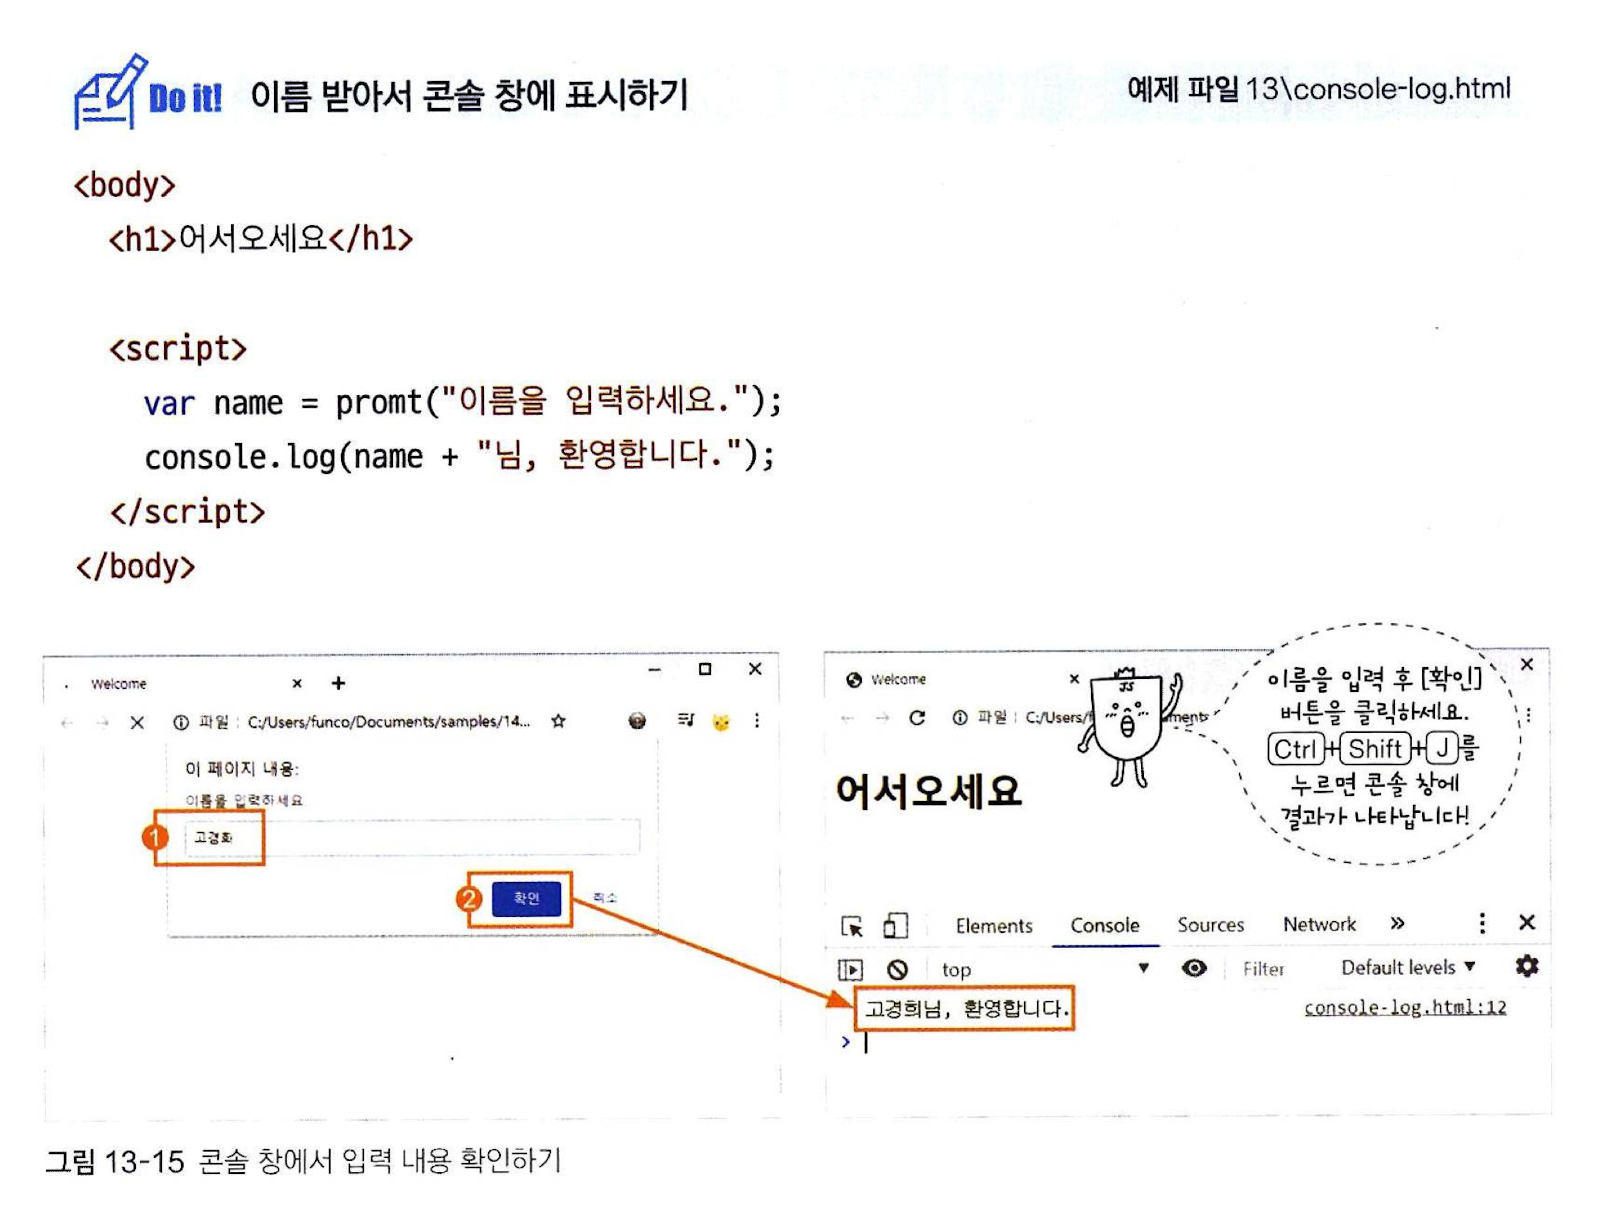 Do it! 이름 받아서 콘솔 창에 표시하기 예제 파일 13\console-log.html
<body>
<h1>어서오세요</h1>
<script>
var name = promt("이름을 입력하세요.");
console.log(name + "님, 환영합니다.");
</script>
</body>
Welcome × +
파일 C:/Users/funco/Documents/samples/14...
이 페이지 내용:
이름을 입력하세요
1 고경희
2 확인 취소
Welcome
파일 C:/Users/
ments
JS
이름을 입력 후 [확인]
버튼을 클릭하세요.
Ctrl+Shift+J를
누르면 콘솔 창에
결과가 나타납니다!
어서오세요
Elements Console Sources Network »
top Filter Default levels ▼
고경희님, 환영합니다. console-log.html:12
>
그림 13-15 콘솔 창에서 입력 내용 확인하기